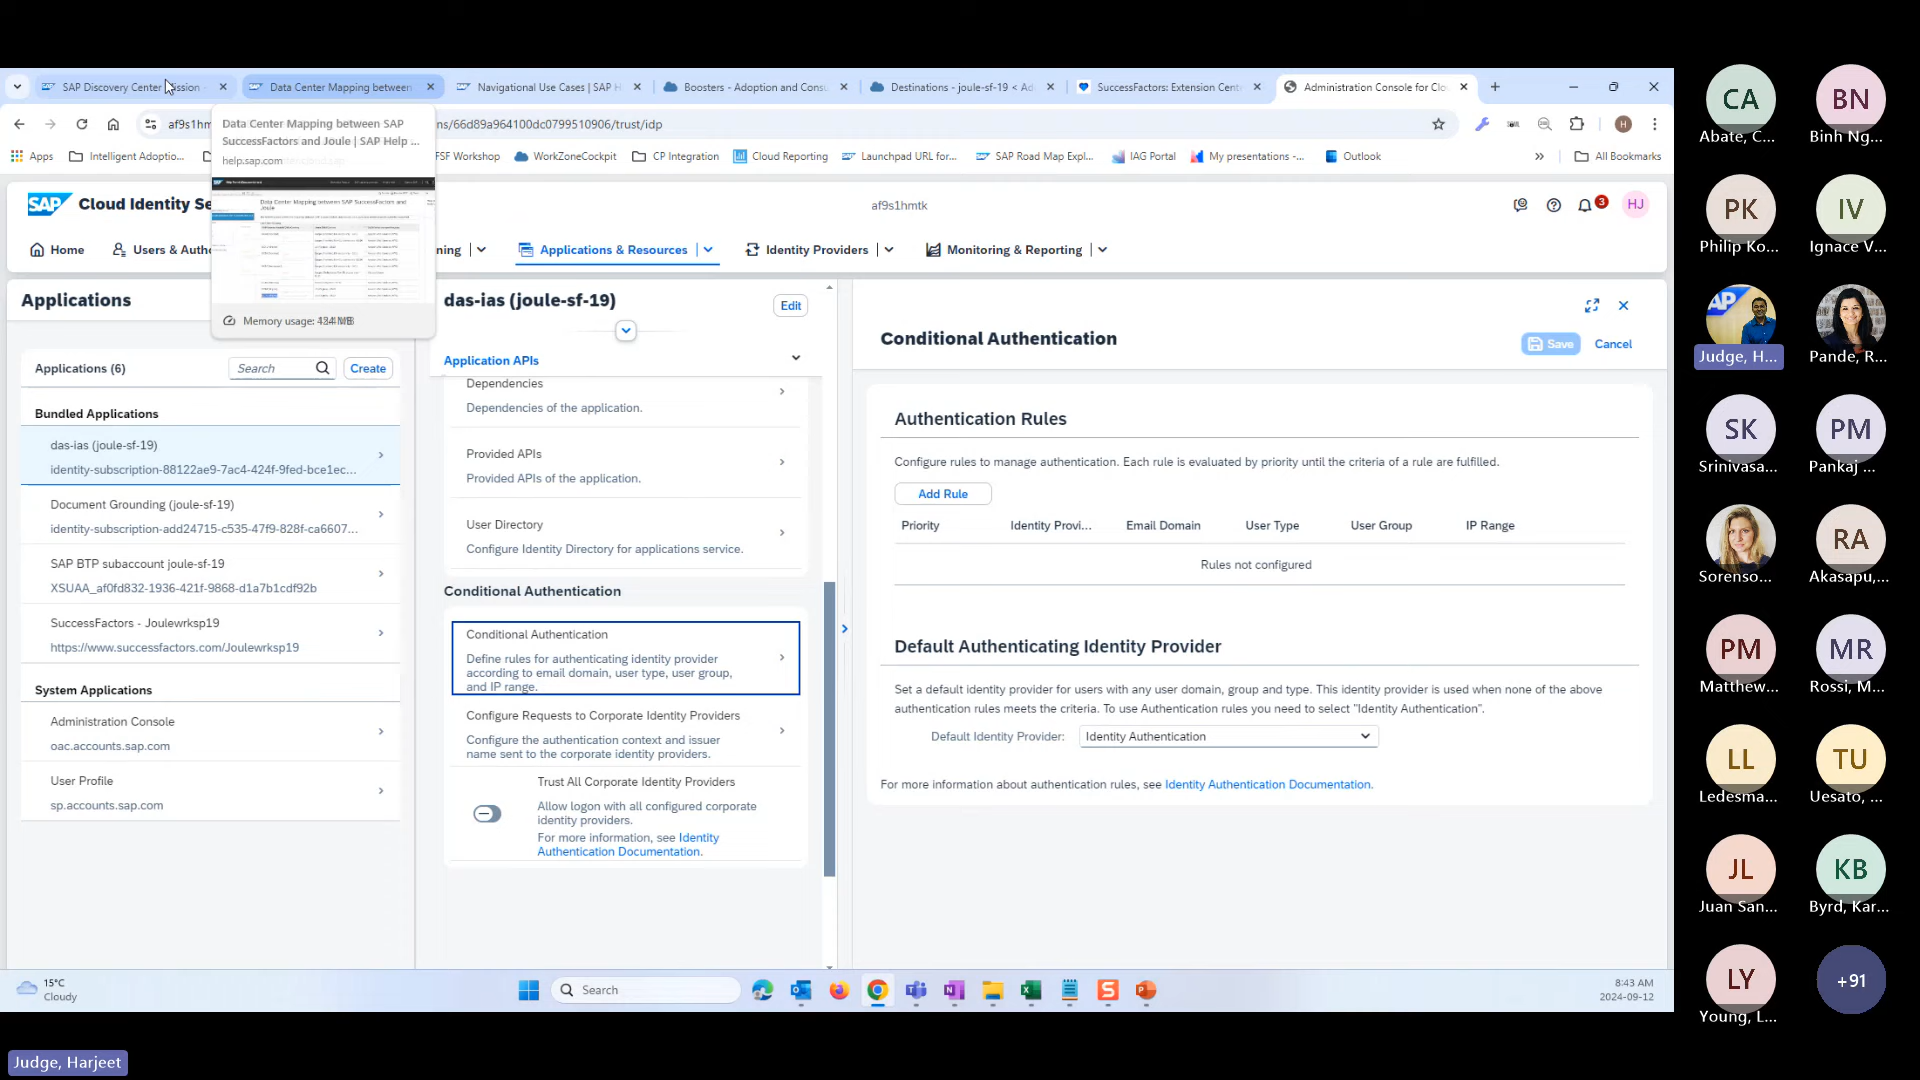 SAP Discovery Center Mission
Data Center Mapping between
Navigational Use Cases | SAP H
Boosters - Adoption and Consu
Destinations - joule-sf-19 < Ad
SuccessFactors: Extension Cent
Administration Console for Clo
af9s1hm
ns/66d89a964100dc0799510906/trust/idp
Data Center Mapping between SAP
SuccessFactors and Joule | SAP Help ...
help.sap.com
Memory usage:
Apps
Intelligent Adoptio...
FSF Workshop
WorkZoneCockpit
CP Integration
Cloud Reporting
Launchpad URL for...
SAP Road Map Expl...
IAG Portal
My presentations -...
Outlook
All Bookmarks
SAP
Cloud Identity Se
af9s1hmtk
3
HJ
Home
Users & Autho
ning
Applications & Resources
Identity Providers
Monitoring & Reporting
Applications
Applications (6)
Search
Create
Bundled Applications
das-ias (joule-sf-19)
identity-subscription-88122ae9-7ac4-424f-9fed-bce1ec...
Document Grounding (joule-sf-19)
identity-subscription-add24715-c535-47f9-828f-ca6607...
SAP BTP subaccount joule-sf-19
XSUAA_af0fd832-1936-421f-9868-d1a7b1cdf92b
SuccessFactors - Joulewrksp19
https://www.successfactors.com/Joulewrksp19
System Applications
Administration Console
oac.accounts.sap.com
User Profile
sp.accounts.sap.com
das-ias (joule-sf-19)
Edit
Application APIs
Dependencies
Dependencies of the application.
Provided APIs
Provided APIs of the application.
User Directory
Configure Identity Directory for applications service.
Conditional Authentication
Conditional Authentication
Define rules for authenticating identity provider
according to email domain, user type, user group,
and IP range.
Configure Requests to Corporate Identity Providers
Configure the authentication context and issuer
name sent to the corporate identity providers.
Trust All Corporate Identity Providers
Allow logon with all configured corporate
identity providers.
For more information, see Identity
Authentication Documentation.
Conditional Authentication
Save
Cancel
Authentication Rules
Configure rules to manage authentication. Each rule is evaluated by priority until the criteria of a rule are fulfilled.
Add Rule
Priority
Identity Provi...
Email Domain
User Type
User Group
IP Range
Rules not configured
Default Authenticating Identity Provider
Set a default identity provider for users with any user domain, group and type. This identity provider is used when none of the above
authentication rules meets the criteria. To use Authentication rules you need to select "Identity Authentication".
Default Identity Provider:
Identity Authentication
For more information about authentication rules, see Identity Authentication Documentation.
15°C
Cloudy
Search
8:43 AM
2024-09-12
CA
Abate, C...
BN
Binh Ng...
PK
Philip Ko...
IV
Ignace V...
Judge, H...
Pande, R...
SK
Srinivasa...
PM
Pankaj ...
Sorenso...
RA
Akasapu,...
PM
Matthew...
MR
Rossi, M...
LL
Ledesma...
TU
Uesato, ...
JL
Juan San...
KB
Byrd, Kar...
LY
Young, L...
+91
Judge, Harjeet